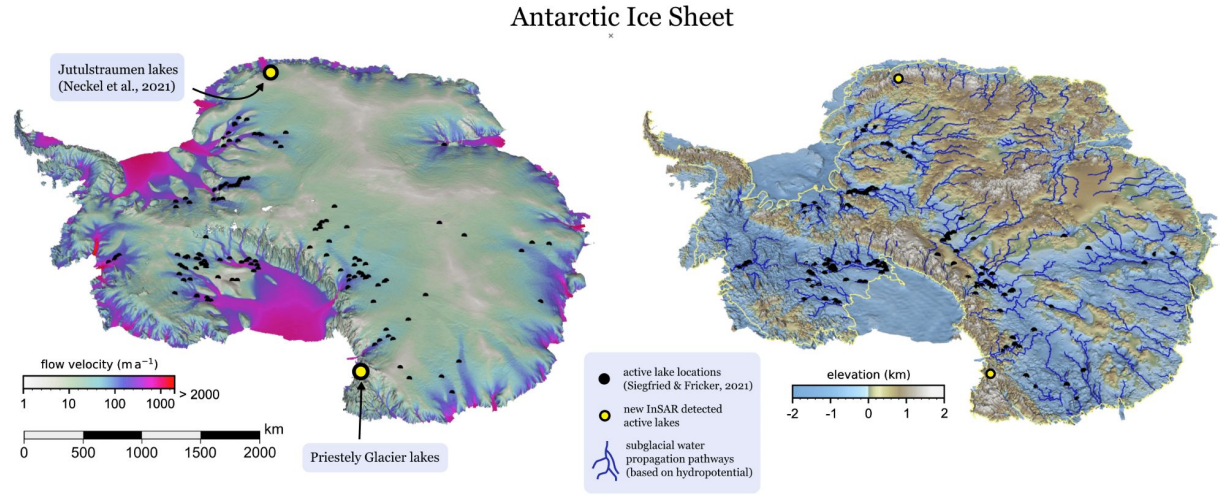 Antarctic Ice Sheet
Jutulstraumen lakes
(Neckel et al., 2021)
flow velocity (m a⁻¹)
> 2000
1 10 100 1000
km
0 500 1000 1500 2000
Priestely Glacier lakes
active lake locations
(Siegfried & Fricker, 2021)
new InSAR detected
active lakes
subglacial water
propagation pathways
(based on hydropotential)
elevation (km)
-2 -1 0 1 2